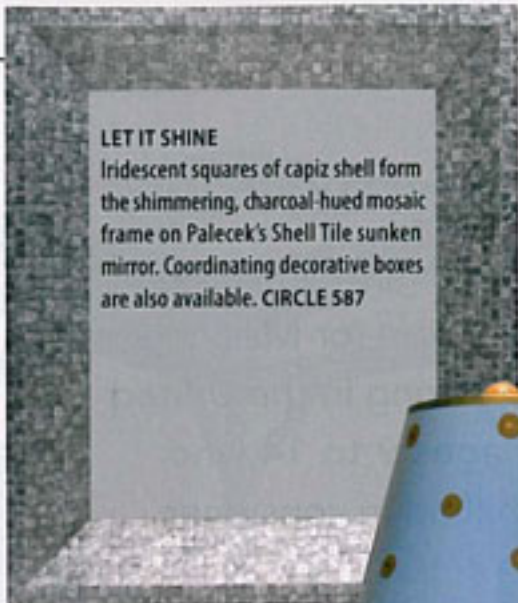 LET IT SHINE
Iridescent squares of capiz shell form
the shimmering, charcoal-hued mosaic
frame on Palecek's Shell Tile sunken
mirror. Coordinating decorative boxes
are also available. CIRCLE 587